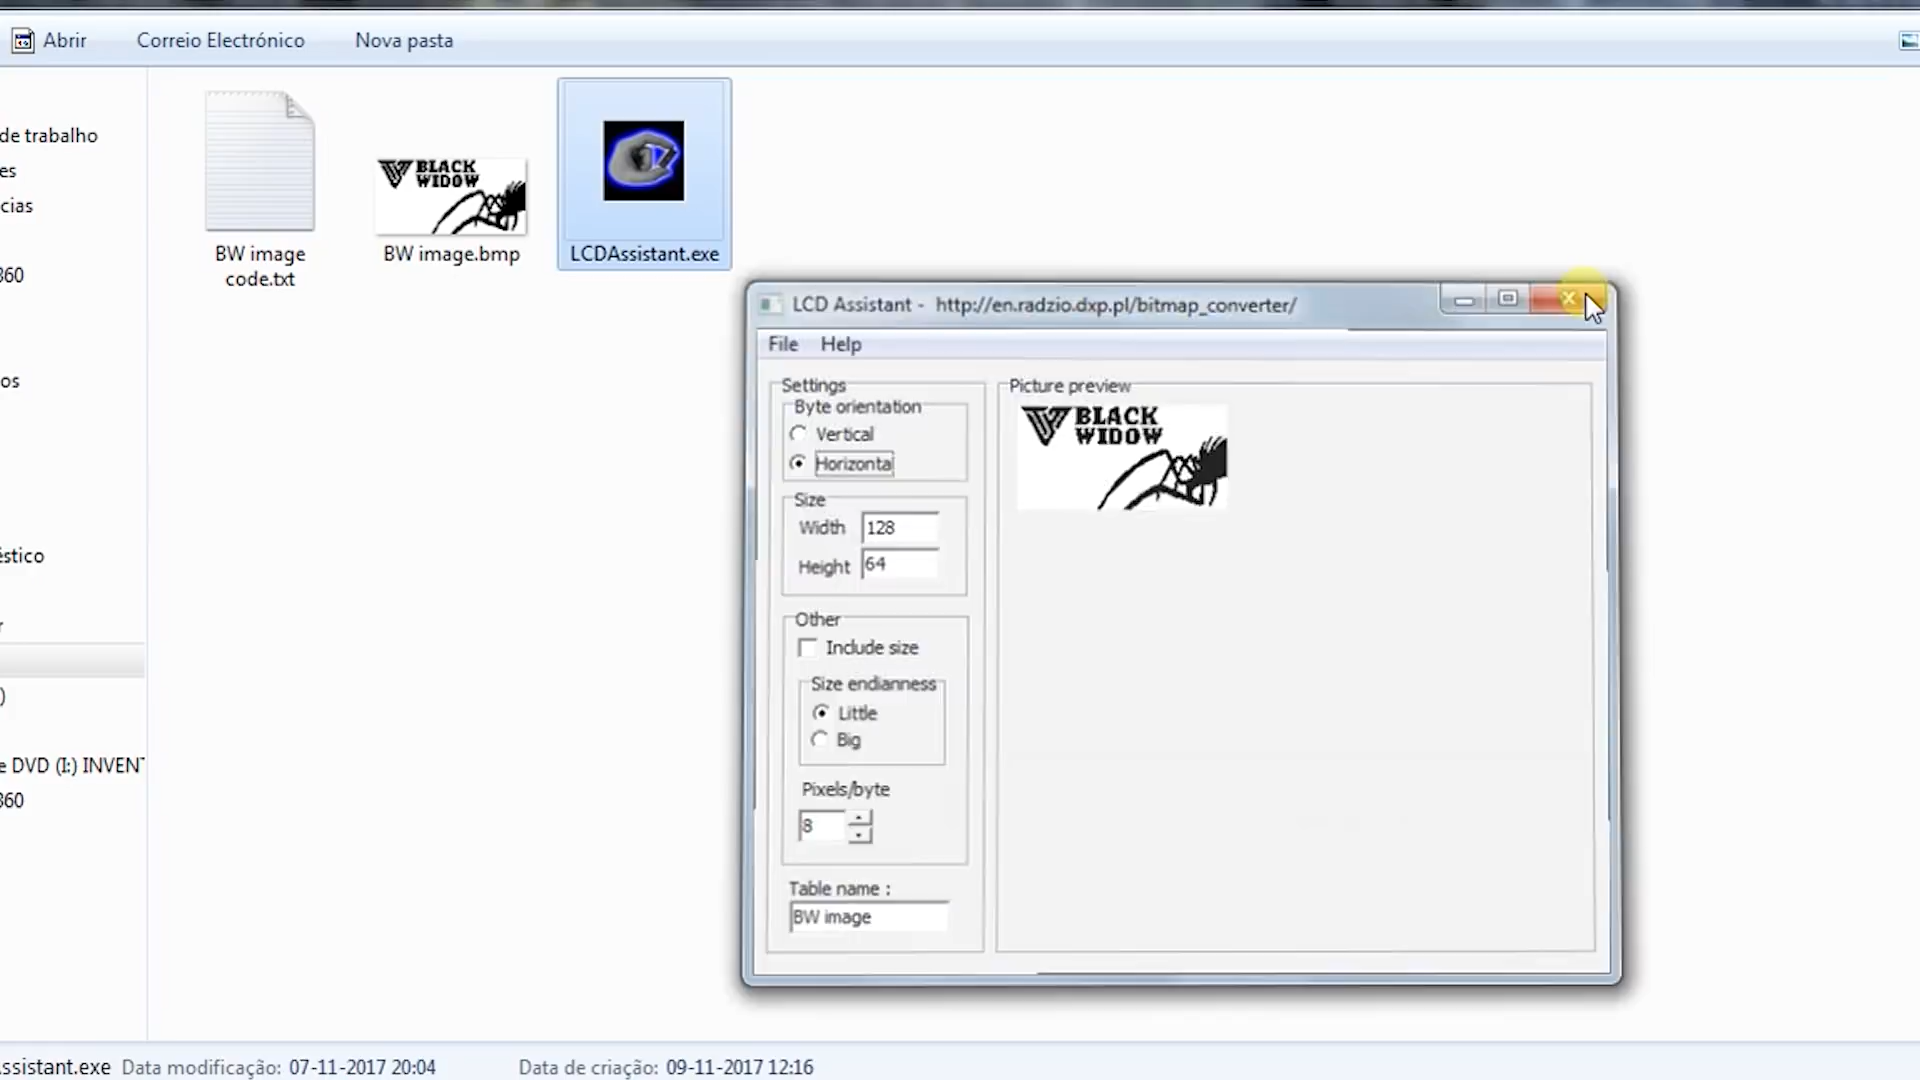 Abrir
Correio Electrónico
Nova pasta
de trabalho
es
cias
360
os
éstico
r
)
e DVD (I:) INVENT
360
BW image
code.txt
BLACK
WIDOW
BW image.bmp
LCDAssistant.exe
LCD Assistant - http://en.radzio.dxp.pl/bitmap_converter/
File Help
Settings
Byte orientation
Vertical
Horizonta
Size
Width 128
Height 64
Other
Include size
Size endianness
Little
Big
Pixels/byte
8
Table name :
BW image
Picture preview
BLACK
WIDOW
ssistant.exe Data modificação: 07-11-2017 20:04 Data de criação: 09-11-2017 12:16